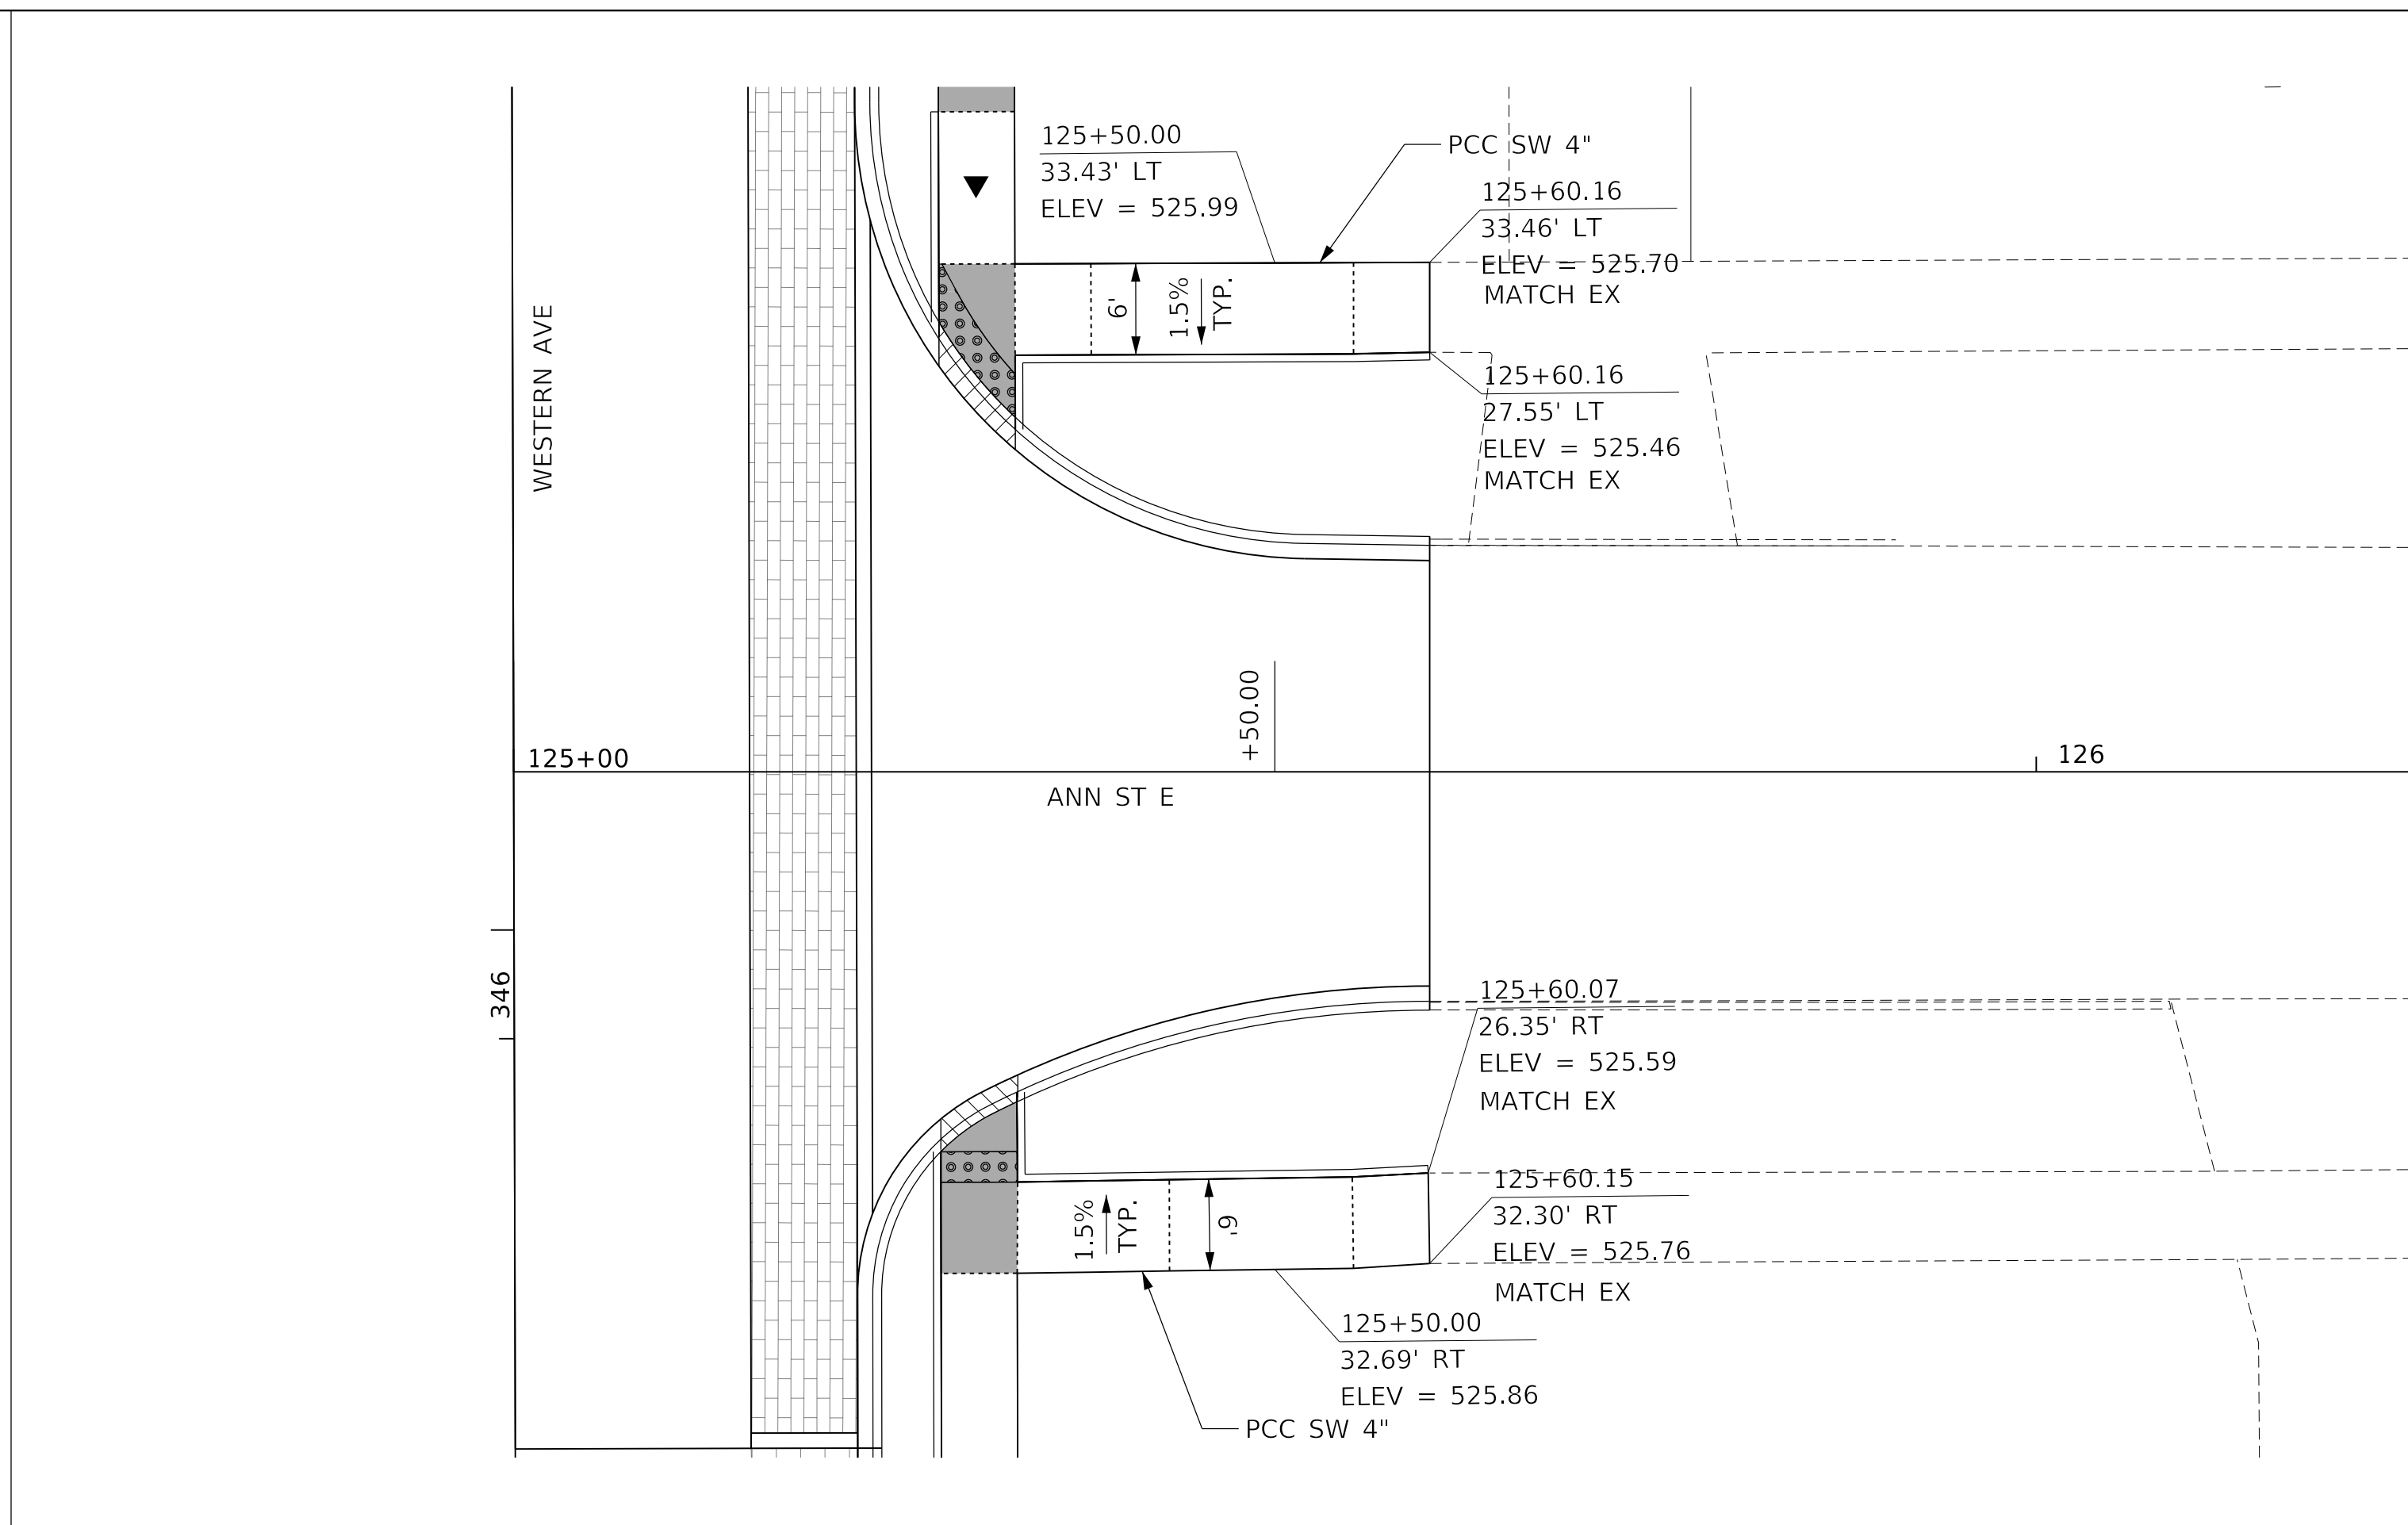 125+50.00
33.43' LT
ELEV = 525.99
PCC SW 4"
125+60.16
33.46' LT
ELEV = 525.70
MATCH EX
6'
1.5%
TYP.
WESTERN AVE
125+60.16
27.55' LT
ELEV = 525.46
MATCH EX
+50.00
125+00
126
ANN ST E
346
125+60.07
26.35' RT
ELEV = 525.59
MATCH EX
1.5%
TYP.
6'
125+60.15
32.30' RT
ELEV = 525.76
MATCH EX
125+50.00
32.69' RT
ELEV = 525.86
PCC SW 4"